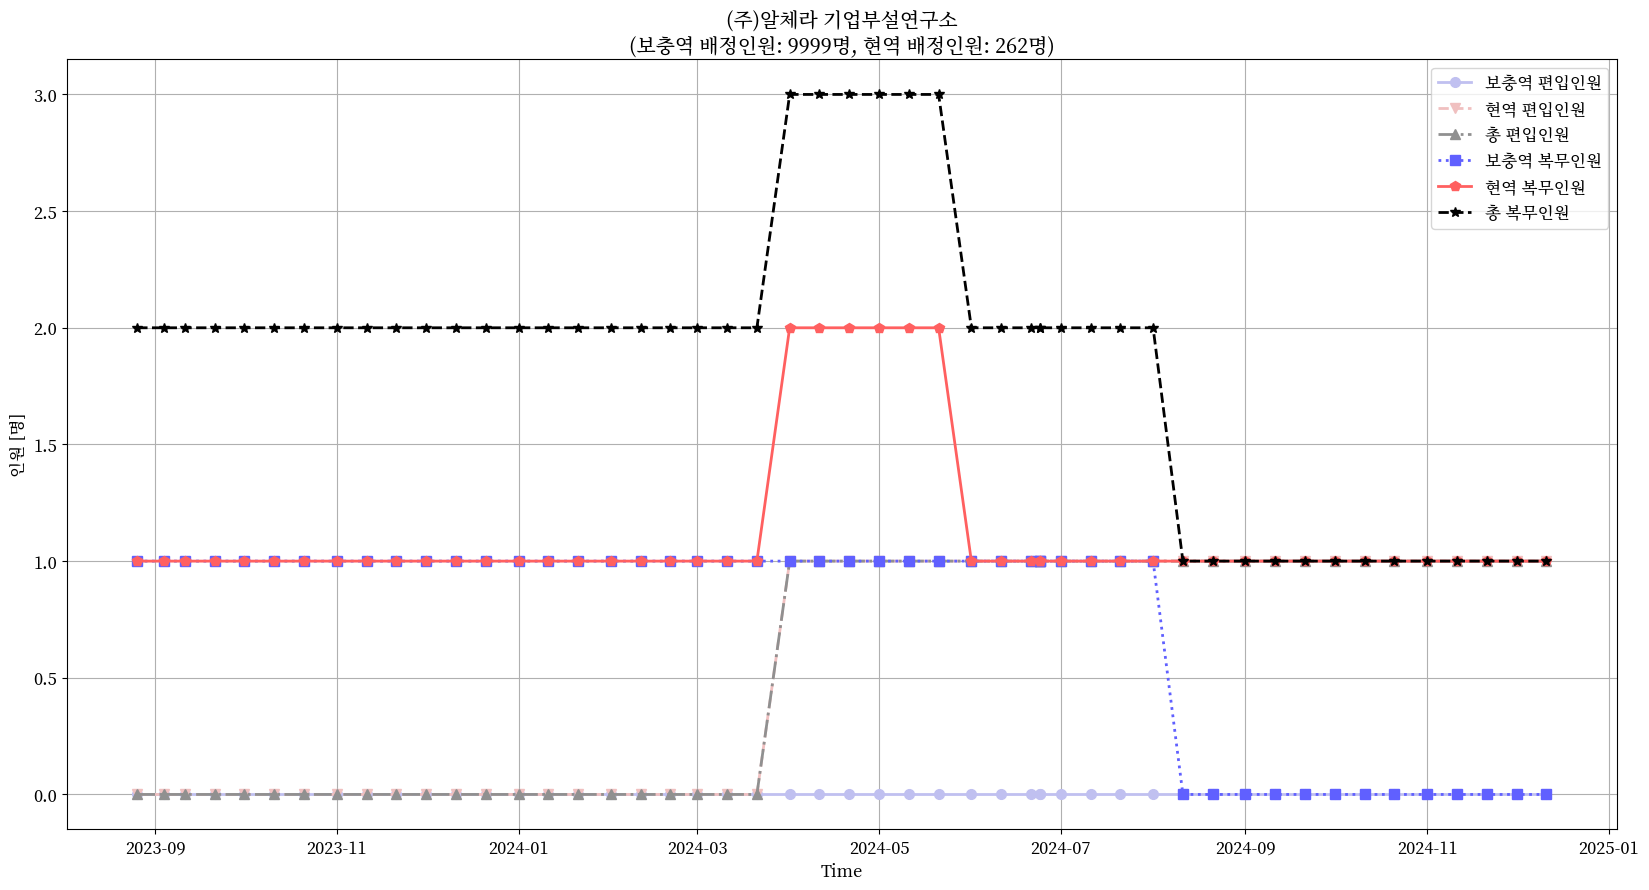 (주)알체라 기업부설연구소
(보충역 배정인원: 9999명, 현역 배정인원: 262명)
보충역 편입인원
현역 편입인원
총 편입인원
보충역 복무인원
현역 복무인원
총 복무인원
인원 [명]
3.0
2.5
2.0
1.5
1.0
0.5
0.0
2023-09
2023-11
2024-01
2024-03
2024-05
2024-07
2024-09
2024-11
2025-01
Time